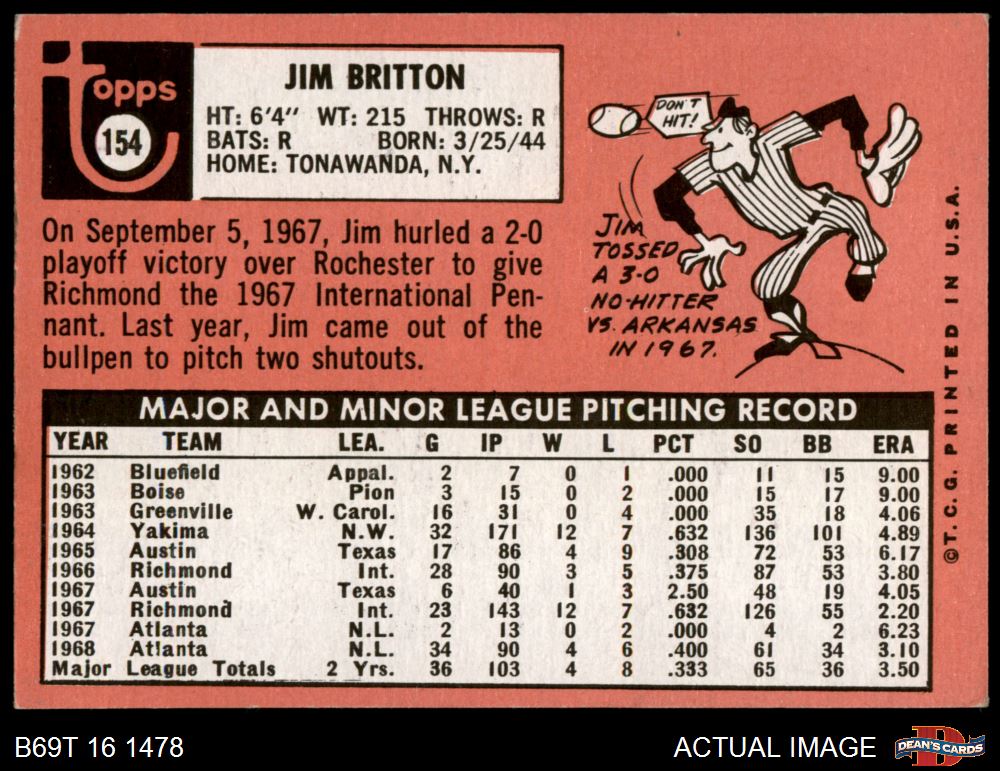 Topps
154
JIM BRITTON
HT: 6'4" WT: 215 THROWS: R
BATS: R BORN: 3/25/44
HOME: TONAWANDA, N.Y.
On September 5, 1967, Jim hurled a 2-0
playoff victory over Rochester to give
Richmond the 1967 International Pen-
nant. Last year, Jim came out of the
bullpen to pitch two shutouts.
DON'T
HIT!
JIM
TOSSED
A 3-0
NO-HITTER
VS. ARKANSAS
IN 1967.
MAJOR AND MINOR LEAGUE PITCHING RECORD
YEAR TEAM LEA. G IP W L PCT SO BB ERA
1962 Bluefield Appal. 2 7 0 1 .000 11 15 9.00
1963 Boise Pion 3 15 0 2 .000 15 17 9.00
1963 Greenville W. Carol. 16 31 0 4 .000 35 18 4.06
1964 Yakima N.W. 32 171 12 7 .632 136 101 4.89
1965 Austin Texas 17 86 4 9 .308 72 53 6.17
1966 Richmond Int. 28 90 3 5 .375 87 53 3.80
1967 Austin Texas 6 40 1 3 2.50 48 19 4.05
1967 Richmond Int. 23 143 12 7 .632 126 55 2.20
1967 Atlanta N.L. 2 13 0 2 .000 4 2 6.23
1968 Atlanta N.L. 34 90 4 6 .400 61 34 3.10
Major League Totals 2 Yrs. 36 103 4 8 .333 65 36 3.50
©T.C.G. PRINTED IN U.S.A.
B69T 16 1478
ACTUAL IMAGE
D
DEAN'S CARDS